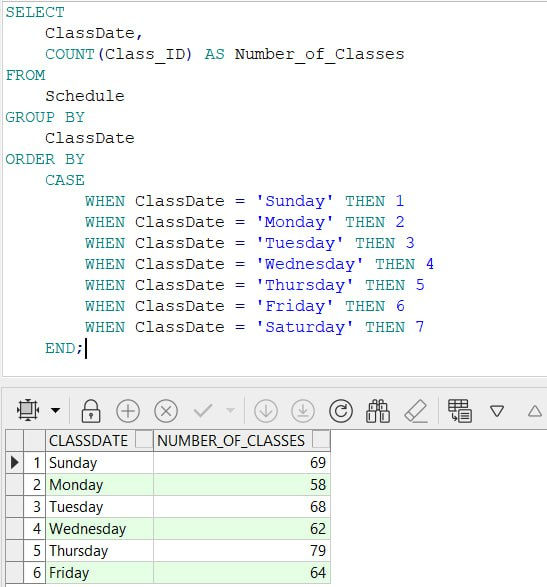 SELECT
ClassDate,
COUNT(Class_ID) AS Number_of_Classes
FROM
Schedule
GROUP BY
ClassDate
ORDER BY
CASE
WHEN ClassDate = 'Sunday' THEN 1
WHEN ClassDate = 'Monday' THEN 2
WHEN ClassDate = 'Tuesday' THEN 3
WHEN ClassDate = 'Wednesday' THEN 4
WHEN ClassDate = 'Thursday' THEN 5
WHEN ClassDate = 'Friday' THEN 6
WHEN ClassDate = 'Saturday' THEN 7
END;
CLASSDATE NUMBER_OF_CLASSES
1 Sunday 69
2 Monday 58
3 Tuesday 68
4 Wednesday 62
5 Thursday 79
6 Friday 64